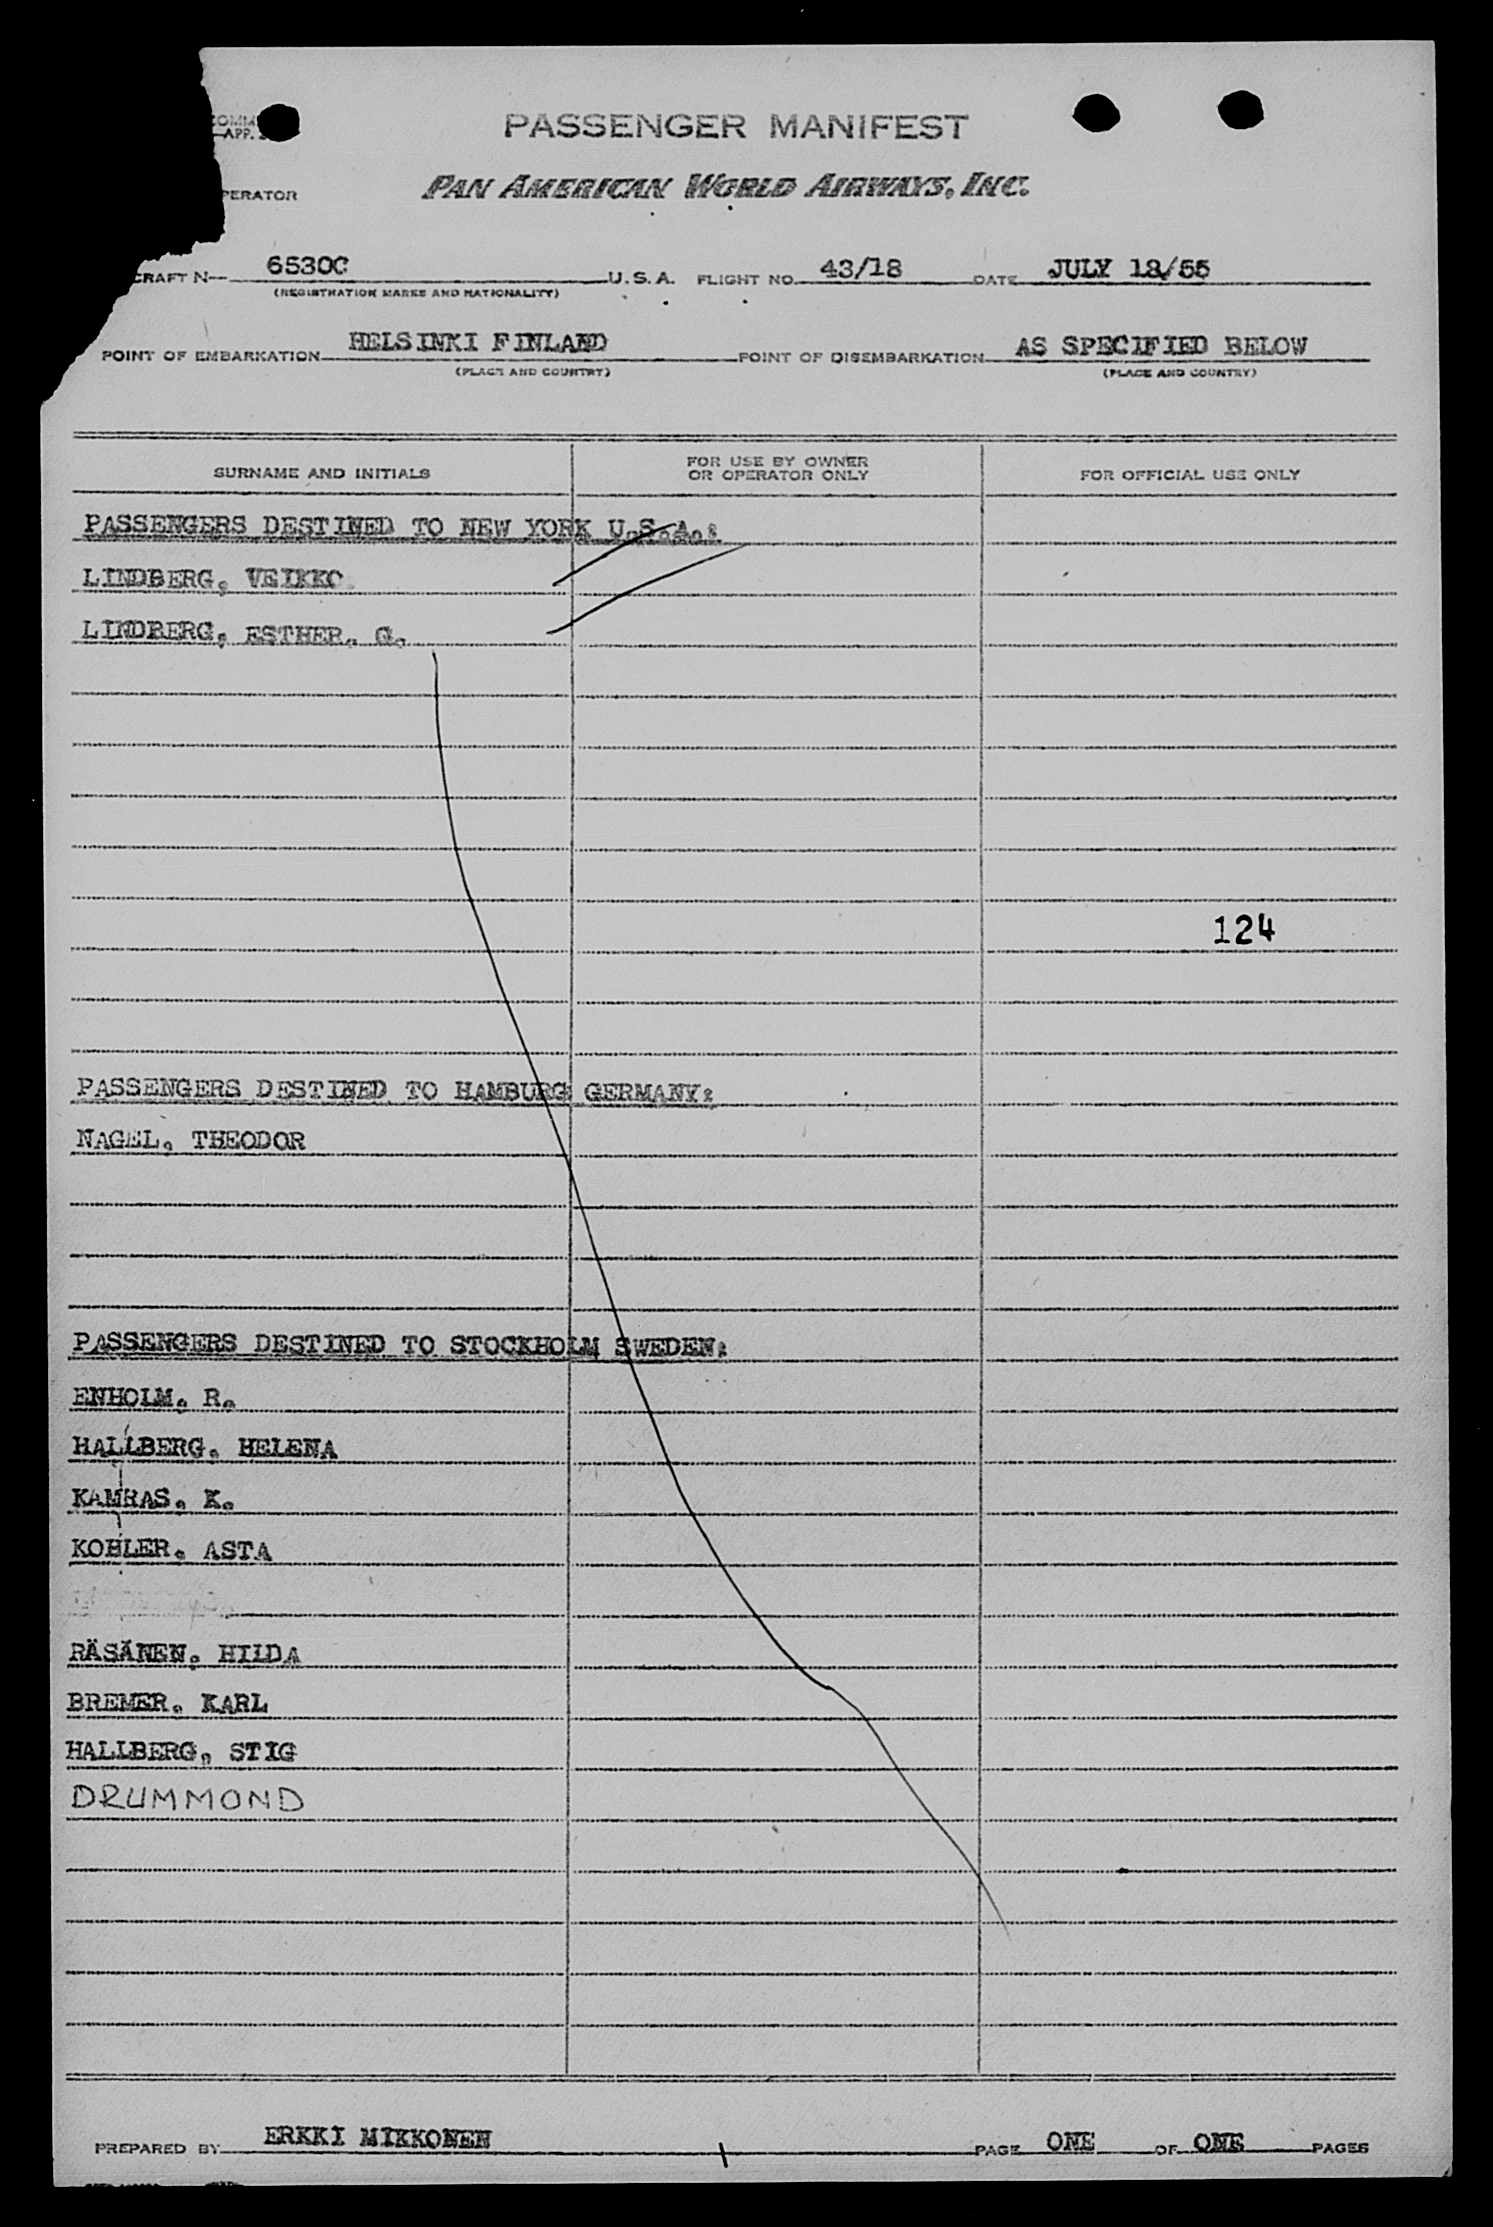 PASSENGER MANIFEST
APP.
PERATOR
PAN AMERICAN WORLD AIRWAYS, INC.
CRAFT N— 6530C U.S.A. FLIGHT NO. 43/18 DATE JULY /55
(REGISTRATION MARKS AND NATIONALITY)
POINT OF EMBARKATION HELSINKI FINLAND POINT OF DISEMBARKATION AS SPECIFIED BELOW
(PLACE AND COUNTRY) (PLACE AND COUNTRY)
SURNAME AND INITIALS FOR USE BY OWNER OR OPERATOR ONLY FOR OFFICIAL USE ONLY
PASSENGERS DESTINED TO NEW YORK U.S.A.:
LINDBERG, VEIKKO.
LINDBERG, ESTHER. G.
124
PASSENGERS DESTINED TO HAMBURG GERMANY:
NAGEL, THEODOR
PASSENGERS DESTINED TO STOCKHOLM SWEDEN:
ENHOLM, R.
HALLBERG, HELENA
KAMRAS, K.
KOHLER, ASTA
RÄSÄNEN, HILDA
BREMER, KARL
HALLBERG, STIG
DRUMMOND
PREPARED BY ERKKI MIKKONEN PAGE ONE OF ONE PAGES